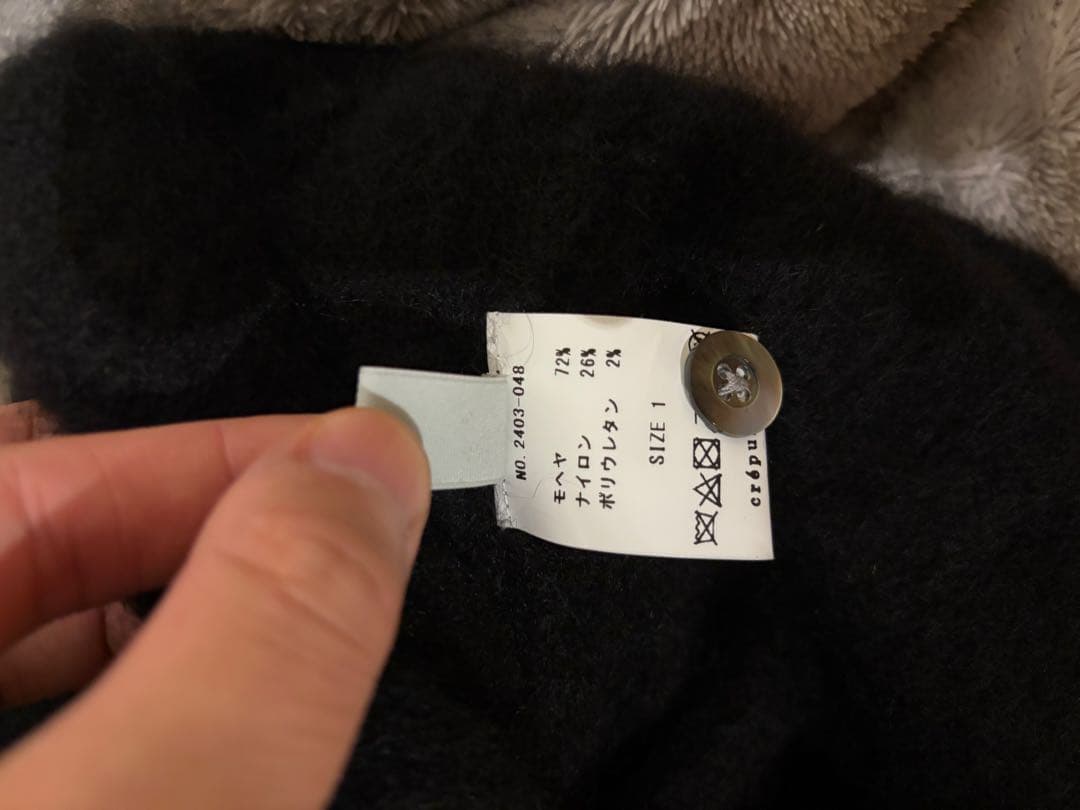 NO. 2403-048
モヘヤ 72%
ナイロン 26%
ポリウレタン 2%
SIZE 1
crépu